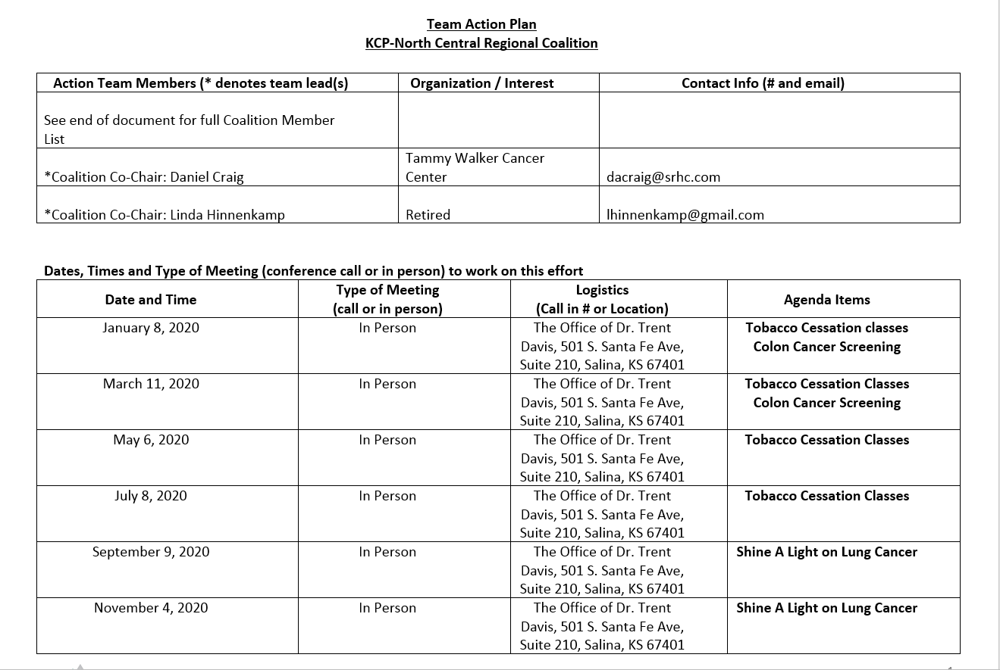 Team Action Plan
KCP-North Central Regional Coalition
Action Team Members (* denotes team lead(s)
Organization / Interest
Contact Info (# and email)
See end of document for full Coalition Member
List
*Coalition Co-Chair: Daniel Craig
Tammy Walker Cancer
Center
dacraig@srhc.com
*Coalition Co-Chair: Linda Hinnenkamp
Retired
lhinnenkamp@gmail.com
Dates, Times and Type of Meeting (conference call or in person) to work on this effort
Date and Time
Type of Meeting
(call or in person)
Logistics
(Call in # or Location)
Agenda Items
January 8, 2020
In Person
The Office of Dr. Trent
Davis, 501 S. Santa Fe Ave,
Suite 210, Salina, KS 67401
Tobacco Cessation classes
Colon Cancer Screening
March 11, 2020
In Person
The Office of Dr. Trent
Davis, 501 S. Santa Fe Ave,
Suite 210, Salina, KS 67401
Tobacco Cessation Classes
Colon Cancer Screening
May 6, 2020
In Person
The Office of Dr. Trent
Davis, 501 S. Santa Fe Ave,
Suite 210, Salina, KS 67401
Tobacco Cessation Classes
July 8, 2020
In Person
The Office of Dr. Trent
Davis, 501 S. Santa Fe Ave,
Suite 210, Salina, KS 67401
Tobacco Cessation Classes
September 9, 2020
In Person
The Office of Dr. Trent
Davis, 501 S. Santa Fe Ave,
Suite 210, Salina, KS 67401
Shine A Light on Lung Cancer
November 4, 2020
In Person
The Office of Dr. Trent
Davis, 501 S. Santa Fe Ave,
Suite 210, Salina, KS 67401
Shine A Light on Lung Cancer